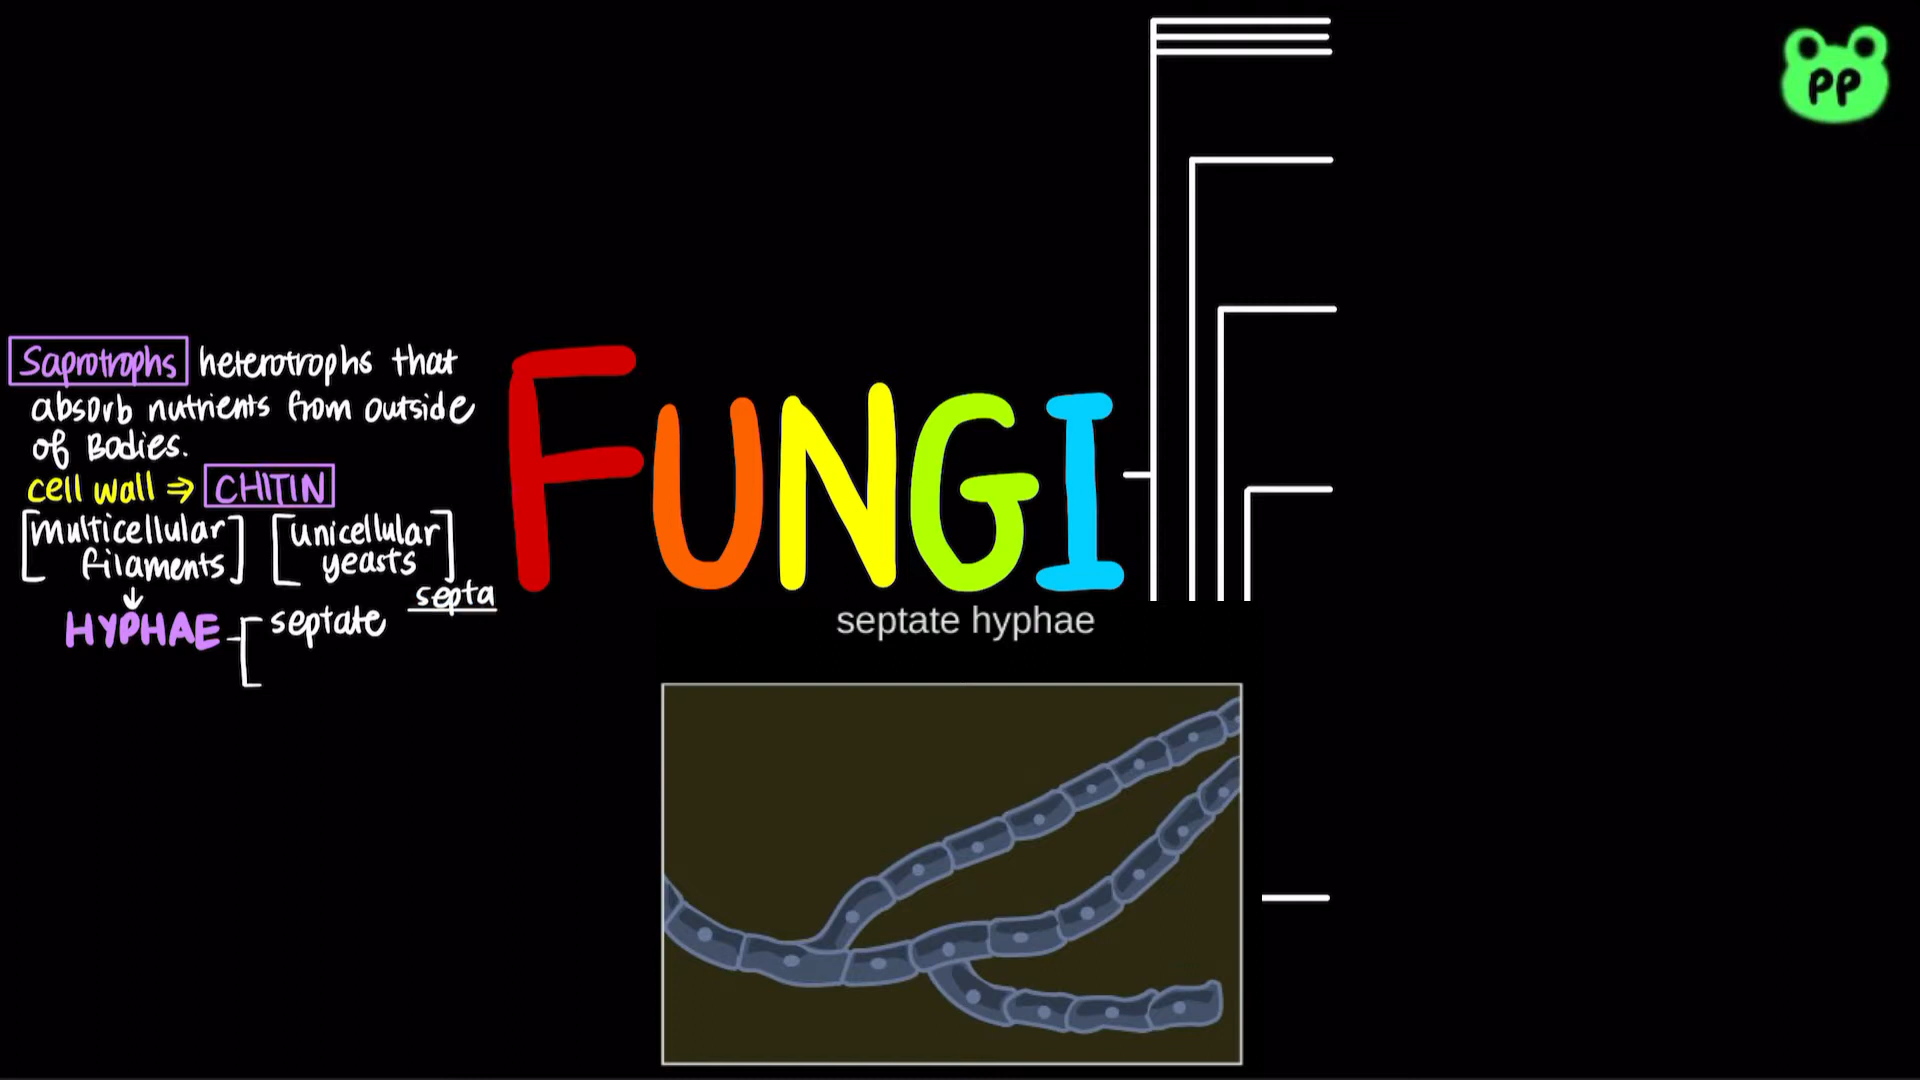 Saprotrophs heterotrophs that
absorb nutrients from outside
of Bodies.
cell wall ⇒ CHITIN
[multicellular filaments] [unicellular yeasts]
septa
HYPHAE septate
FUNGI
septate hyphae
PP